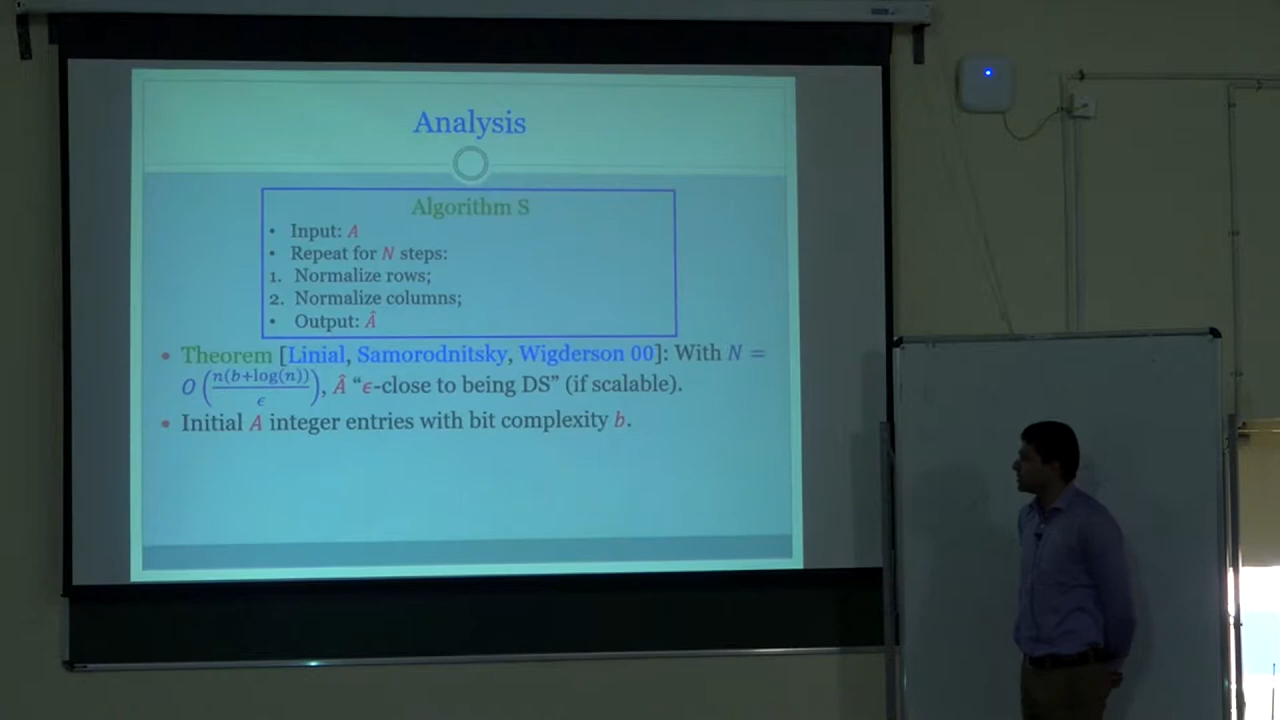 Analysis
Algorithm S
• Input: A
• Repeat for N steps:
1. Normalize rows;
2. Normalize columns;
• Output: Â
• Theorem [Linial, Samorodnitsky, Wigderson 00]: With N =
O(n(b+log(n))/ϵ), Â “ϵ-close to being DS” (if scalable).
• Initial A integer entries with bit complexity b.